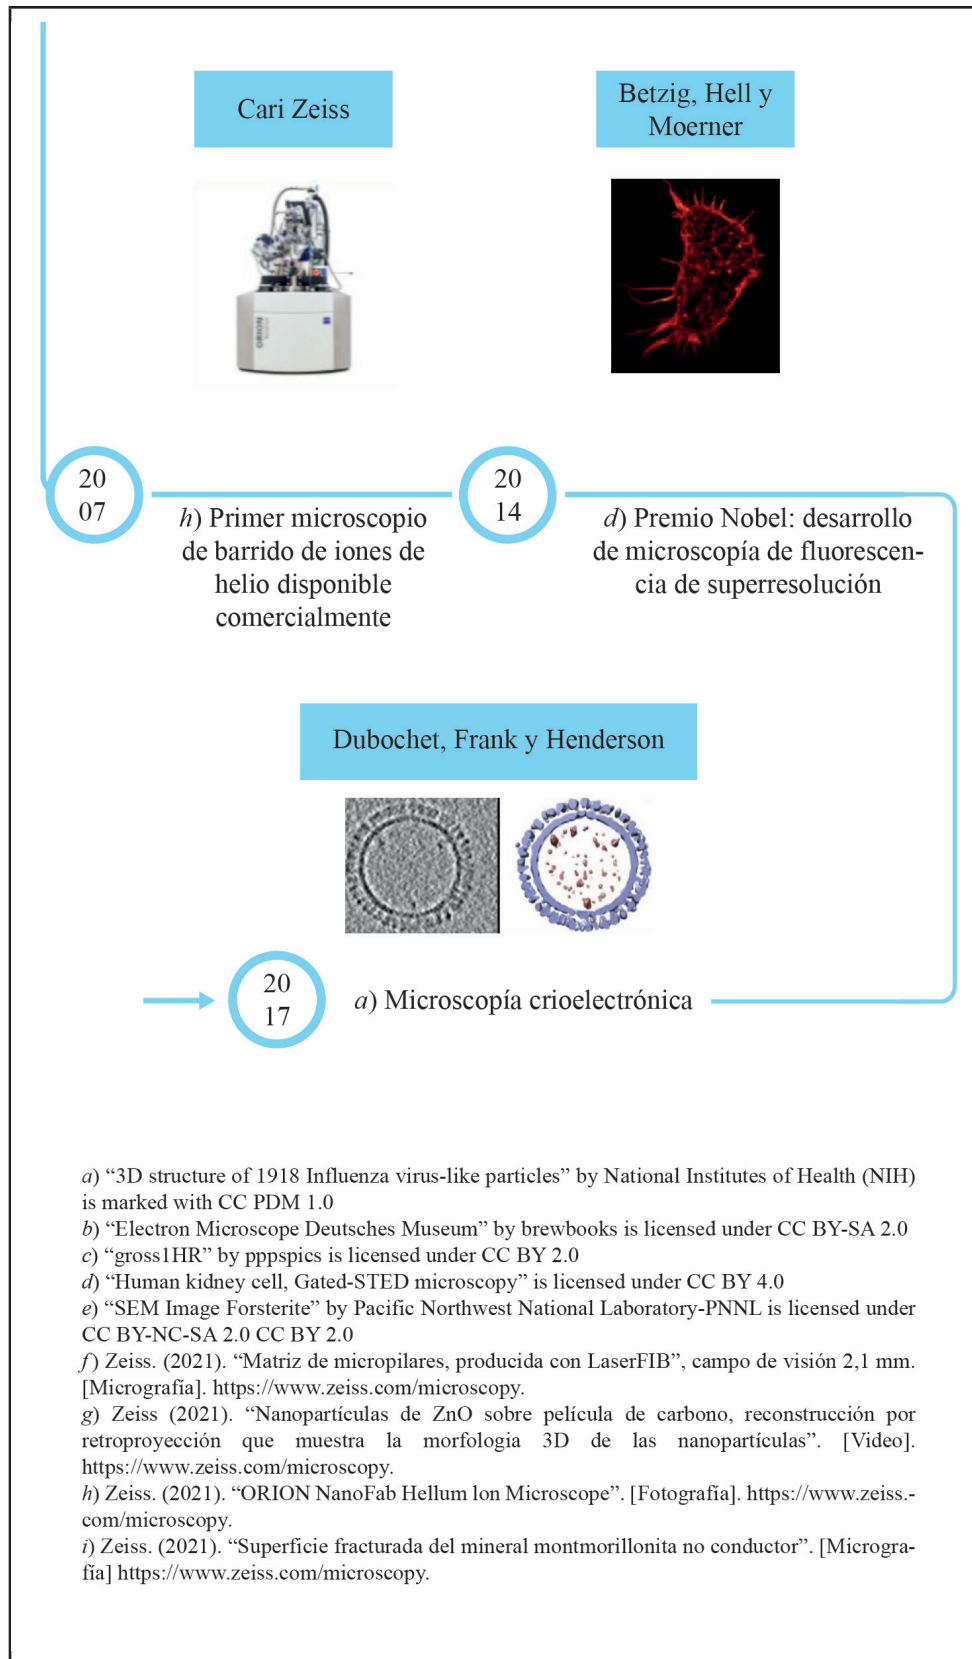 Cari Zeiss
Betzig, Hell y
Moerner
ORION
20
07
h) Primer microscopio
de barrido de iones de
helio disponible
comercialmente
20
14
d) Premio Nobel: desarrollo
de microscopía de fluorescen-
cia de superresolución
Dubochet, Frank y Henderson
20
17
a) Microscopía crioelectrónica
a) “3D structure of 1918 Influenza virus-like particles” by National Institutes of Health (NIH)
is marked with CC PDM 1.0
b) “Electron Microscope Deutsches Museum” by brewbooks is licensed under CC BY-SA 2.0
c) “gross1HR” by pppspics is licensed under CC BY 2.0
d) “Human kidney cell, Gated-STED microscopy” is licensed under CC BY 4.0
e) “SEM Image Forsterite” by Pacific Northwest National Laboratory-PNNL is licensed under
CC BY-NC-SA 2.0 CC BY 2.0
f) Zeiss. (2021). “Matriz de micropilares, producida con LaserFIB”, campo de visión 2,1 mm.
[Micrografía]. https://www.zeiss.com/microscopy.
g) Zeiss (2021). “Nanopartículas de ZnO sobre película de carbono, reconstrucción por
retroproyección que muestra la morfologia 3D de las nanopartículas”. [Video].
https://www.zeiss.com/microscopy.
h) Zeiss. (2021). “ORION NanoFab Hellum lon Microscope”. [Fotografía]. https://www.zeiss.-
com/microscopy.
i) Zeiss. (2021). “Superficie fracturada del mineral montmorillonita no conductor”. [Microgra-
fía] https://www.zeiss.com/microscopy.